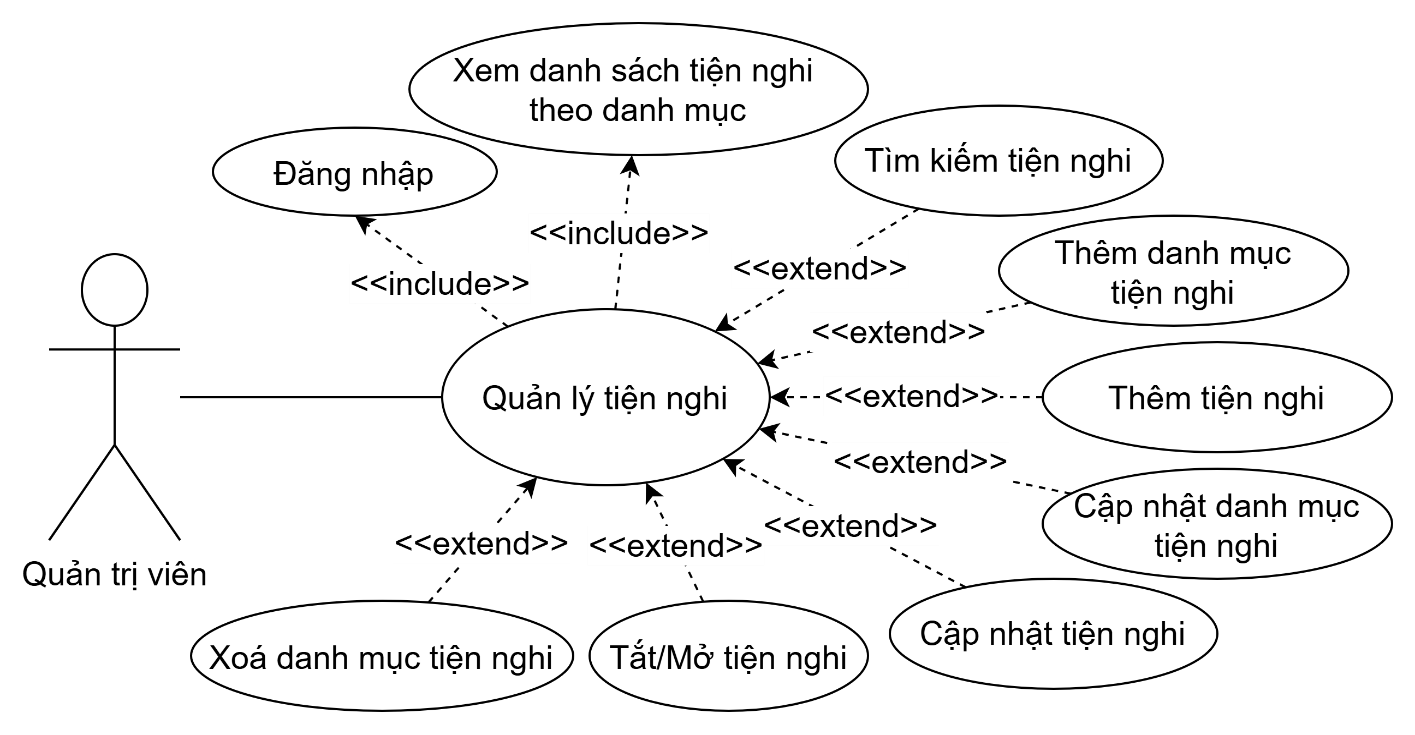 Xem danh sách tiện nghi
theo danh mục
Đăng nhập
Tìm kiếm tiện nghi
<<include>>
<<include>>
<<extend>>
Thêm danh mục
tiện nghi
<<extend>>
Quản lý tiện nghi
<<extend>>
Thêm tiện nghi
<<extend>>
Cập nhật danh mục
tiện nghi
<<extend>>
<<extend>>
<<extend>>
Quản trị viên
Xoá danh mục tiện nghi
Tắt/Mở tiện nghi
Cập nhật tiện nghi